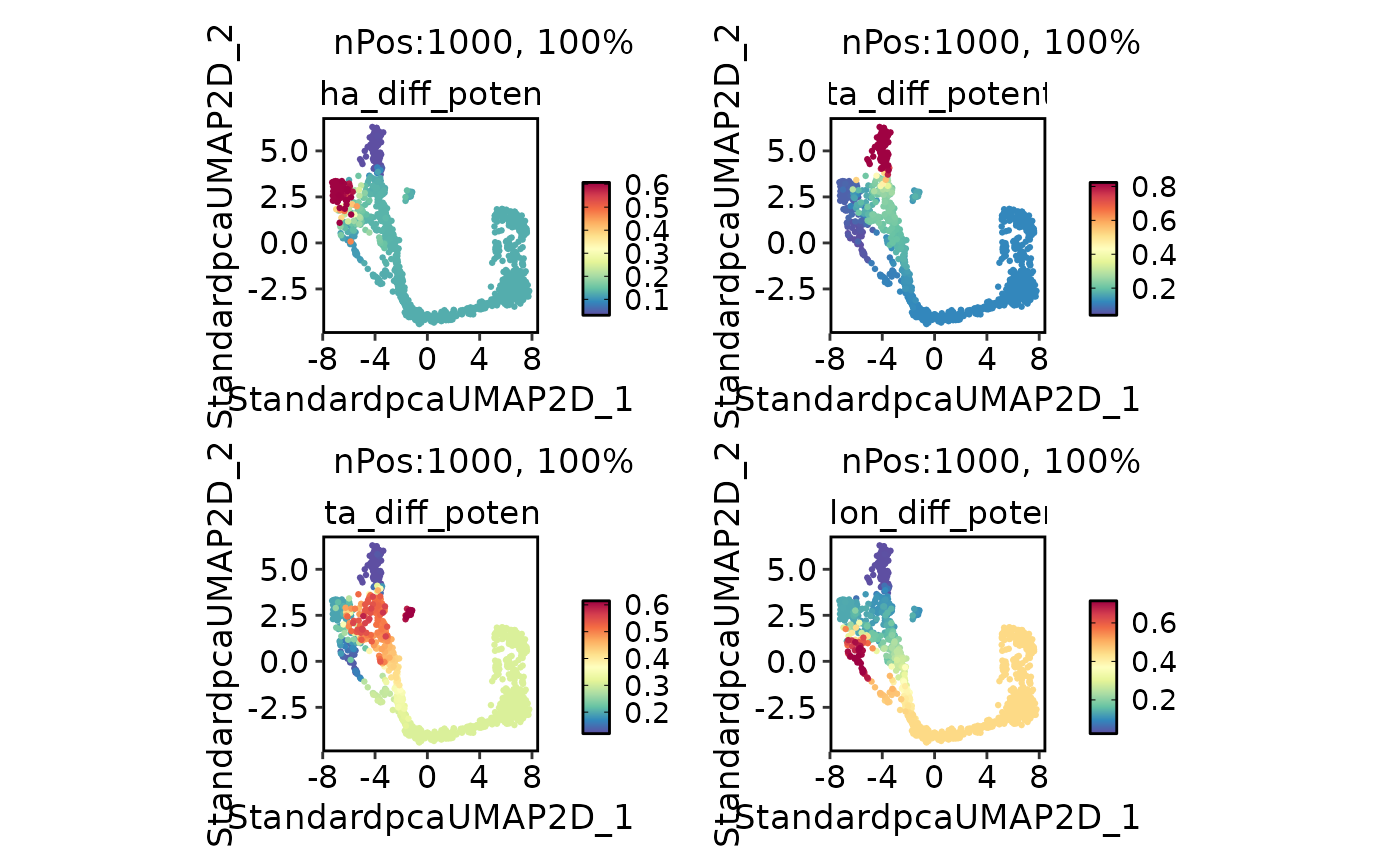 nPos:1000, 100%
ha_diff_poten
StandardpcaUMAP2D_2
5.0
2.5
0.0
-2.5
-8 -4 0 4 8
StandardpcaUMAP2D_1
0.6
0.5
0.4
0.3
0.2
0.1
nPos:1000, 100%
ta_diff_potent
StandardpcaUMAP2D_2
5.0
2.5
0.0
-2.5
-8 -4 0 4 8
StandardpcaUMAP2D_1
0.8
0.6
0.4
0.2
nPos:1000, 100%
ta_diff_poten
StandardpcaUMAP2D_2
5.0
2.5
0.0
-2.5
-8 -4 0 4 8
StandardpcaUMAP2D_1
0.6
0.5
0.4
0.3
0.2
nPos:1000, 100%
lon_diff_poter
StandardpcaUMAP2D_2
5.0
2.5
0.0
-2.5
-8 -4 0 4 8
StandardpcaUMAP2D_1
0.6
0.4
0.2